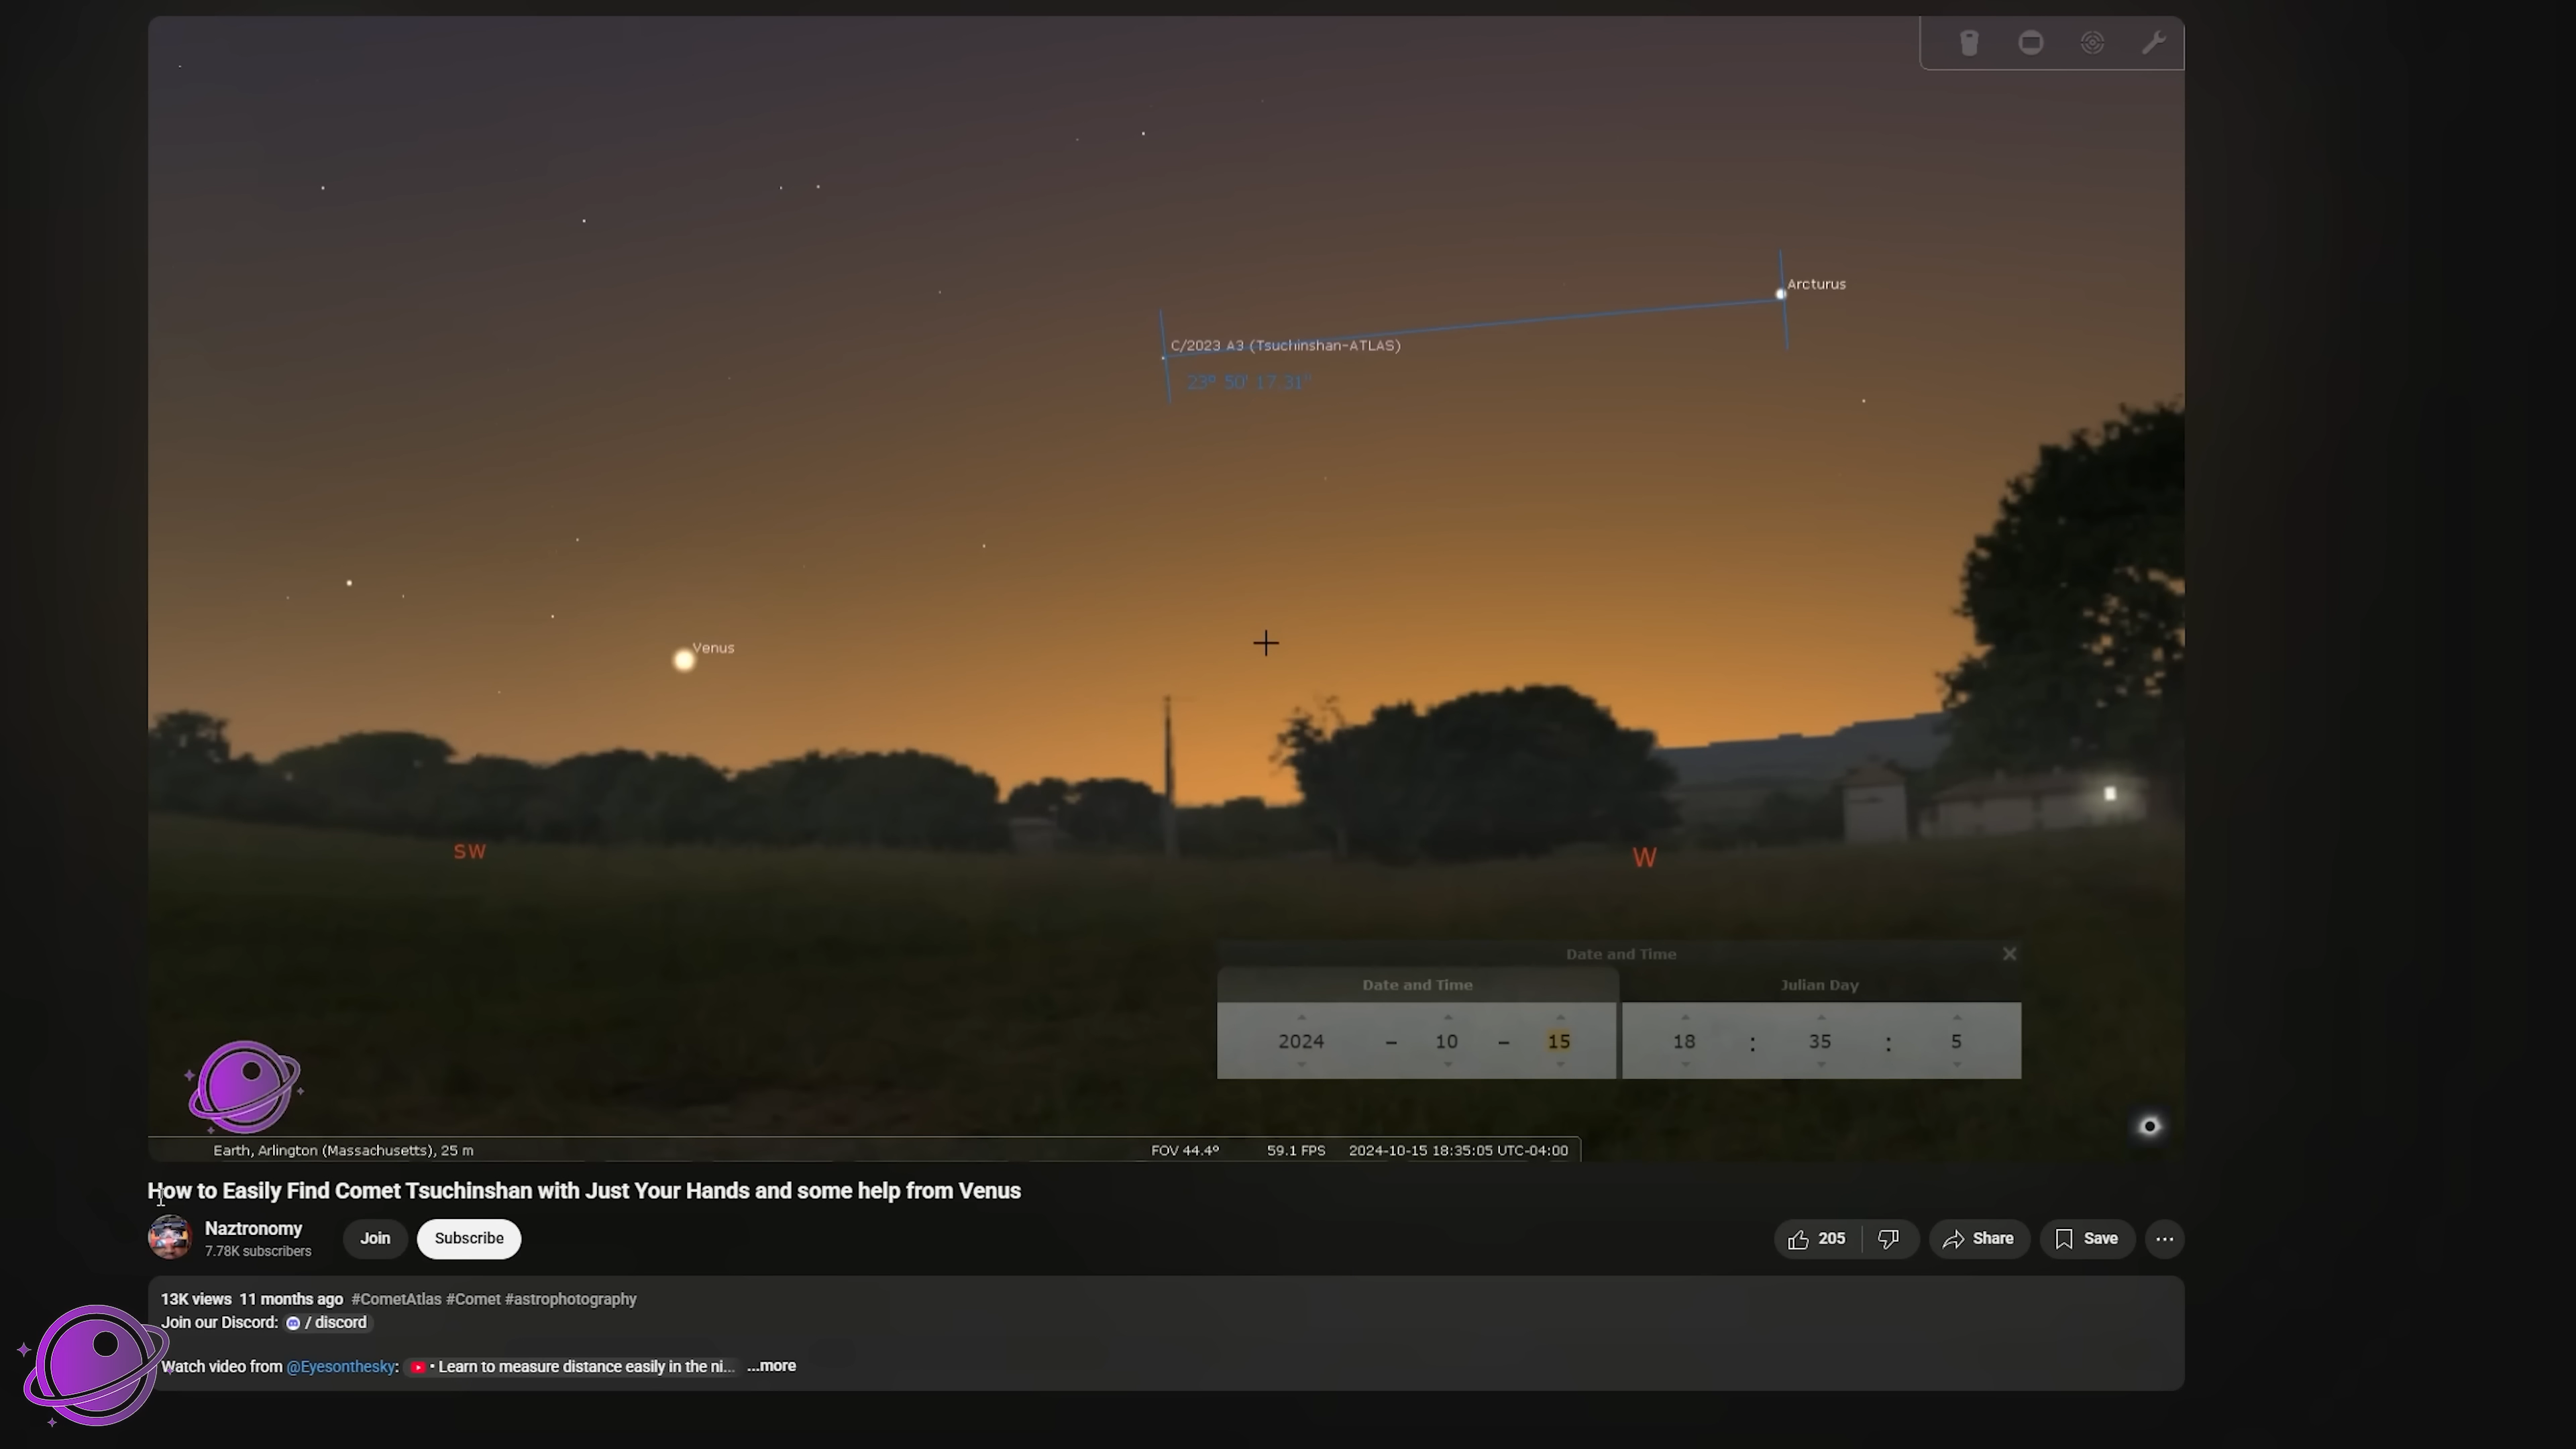 Arcturus
C/2023 A3 (Tsuchinshan-ATLAS)
23° 50' 17.31"
Venus
SW
W
Date and Time
Date and Time
Julian Day
2024 - 10 - 15
18 : 35 : 5
Earth, Arlington (Massachusetts), 25 m
FOV 44.4°
59.1 FPS
2024-10-15 18:35:05 UTC-04:00
How to Easily Find Comet Tsuchinshan with Just Your Hands and some help from Venus
Naztronomy
7.78K subscribers
Join
Subscribe
205
Share
Save
13K views 11 months ago #CometAtlas #Comet #astrophotography
Join our Discord: / discord
Watch video from @Eyesonthesky: • Learn to measure distance easily in the ni... ...more